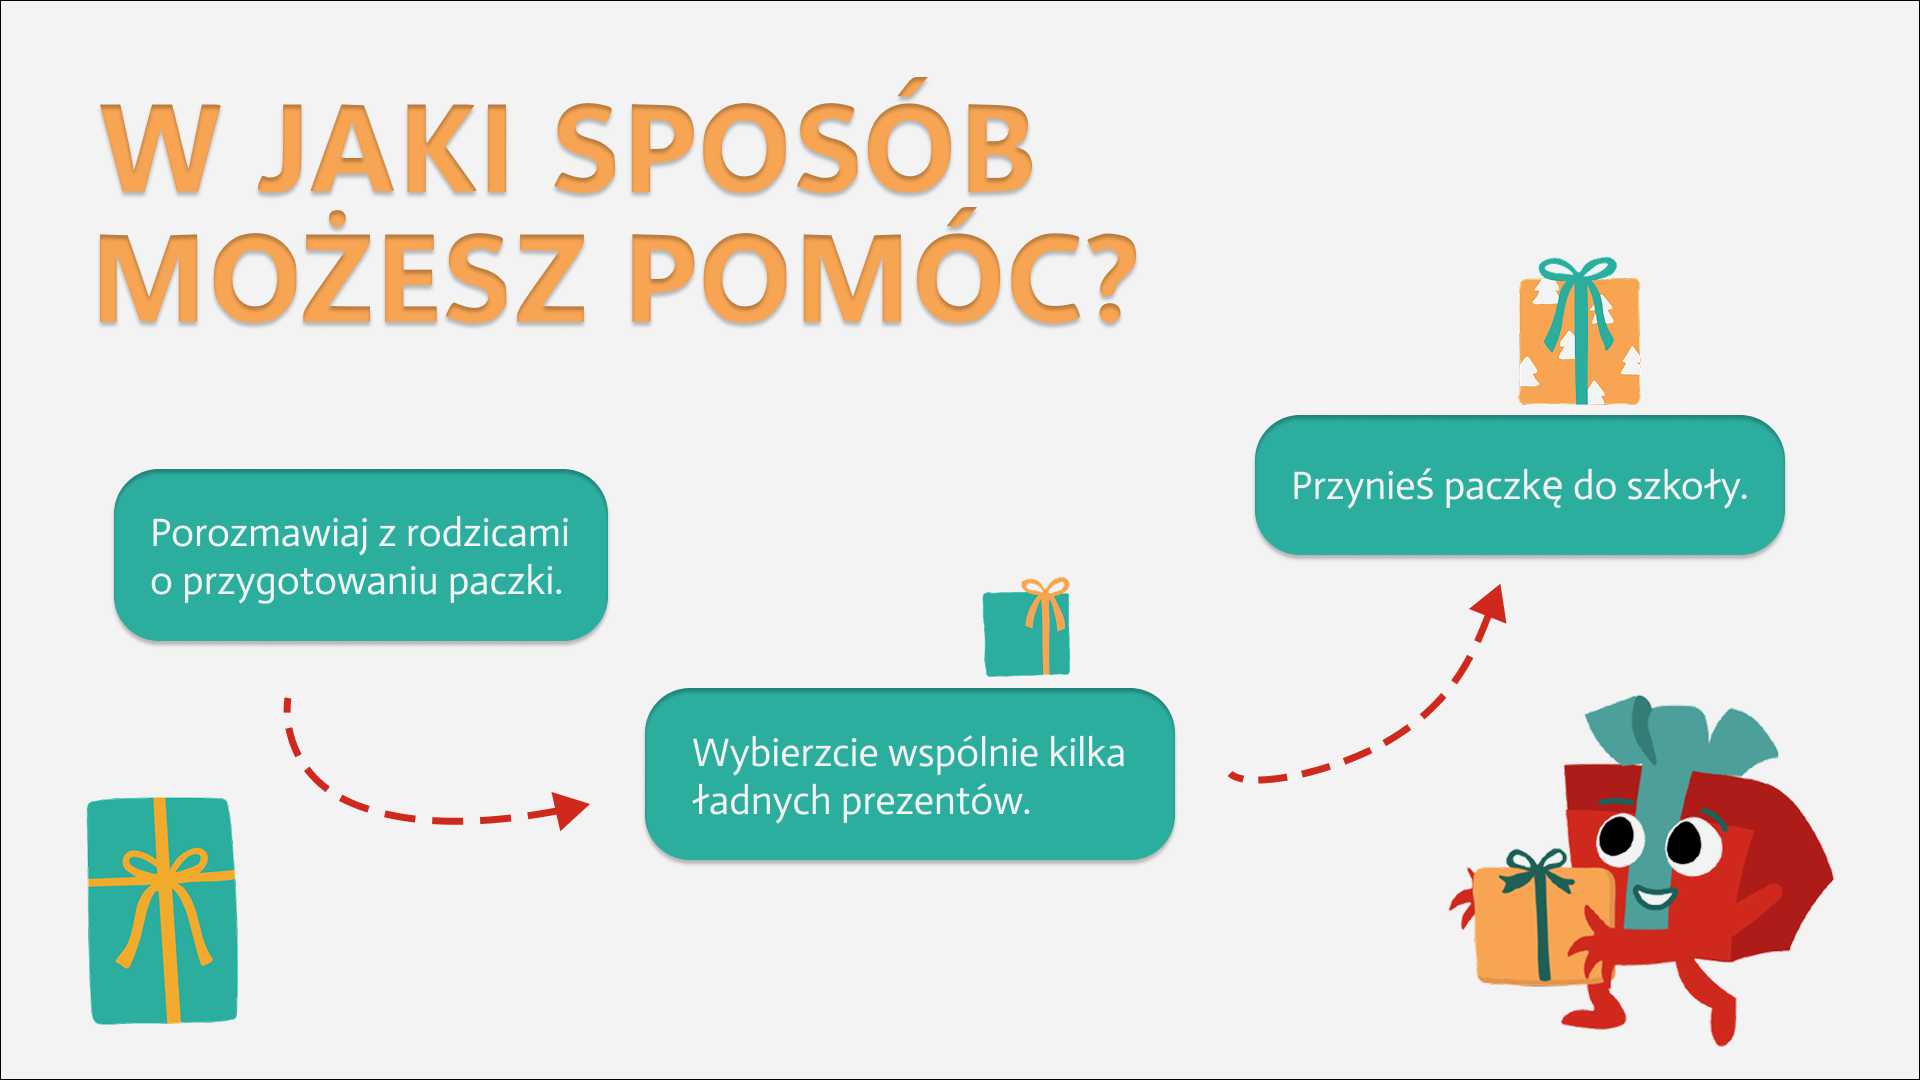 W JAKI SPOSÓB
MOŻESZ POMÓC?
Porozmawiaj z rodzicami
o przygotowaniu paczki.
Wybierzcie wspólnie kilka
ładnych prezentów.
Przynieś paczkę do szkoły.